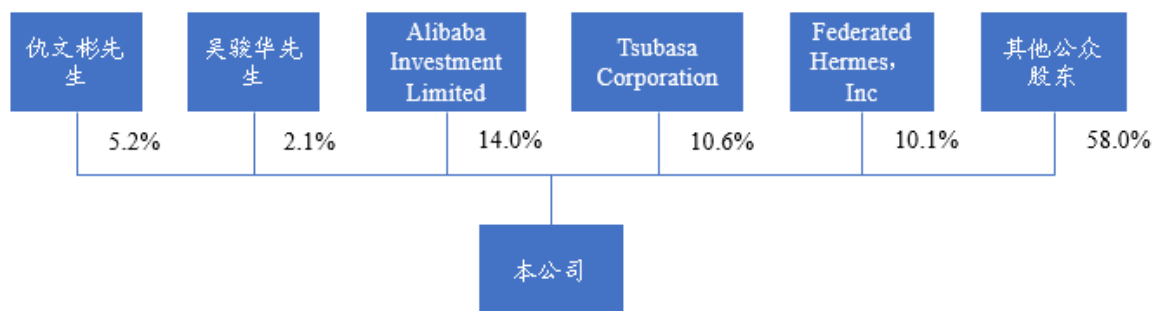 仇文彬先
生
吴骏华先
生
Alibaba
Investment
Limited
Tsubasa
Corporation
Federated
Hermes，
Inc
其他公众
股东
5.2%
2.1%
14.0%
10.6%
10.1%
58.0%
本公司